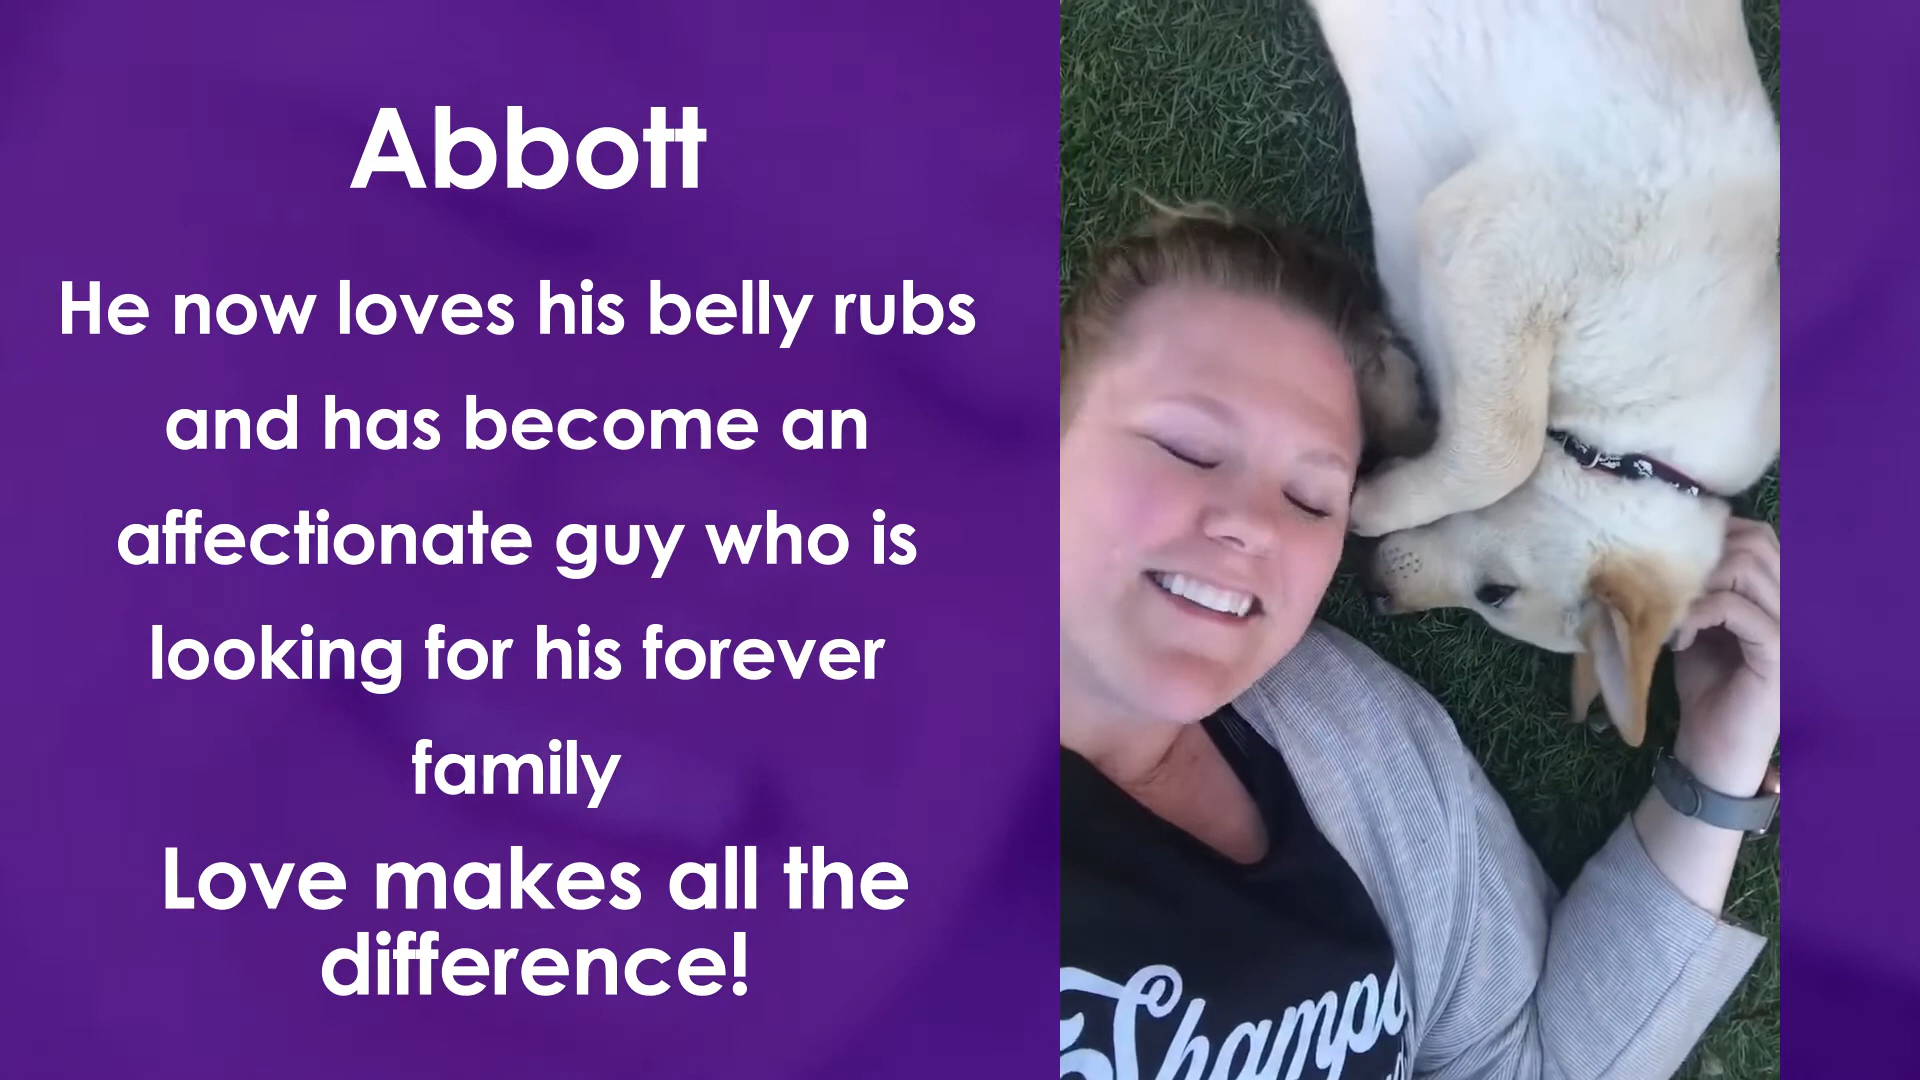 Abbott
He now loves his belly rubs
and has become an
affectionate guy who is
looking for his forever
family
Love makes all the
difference!